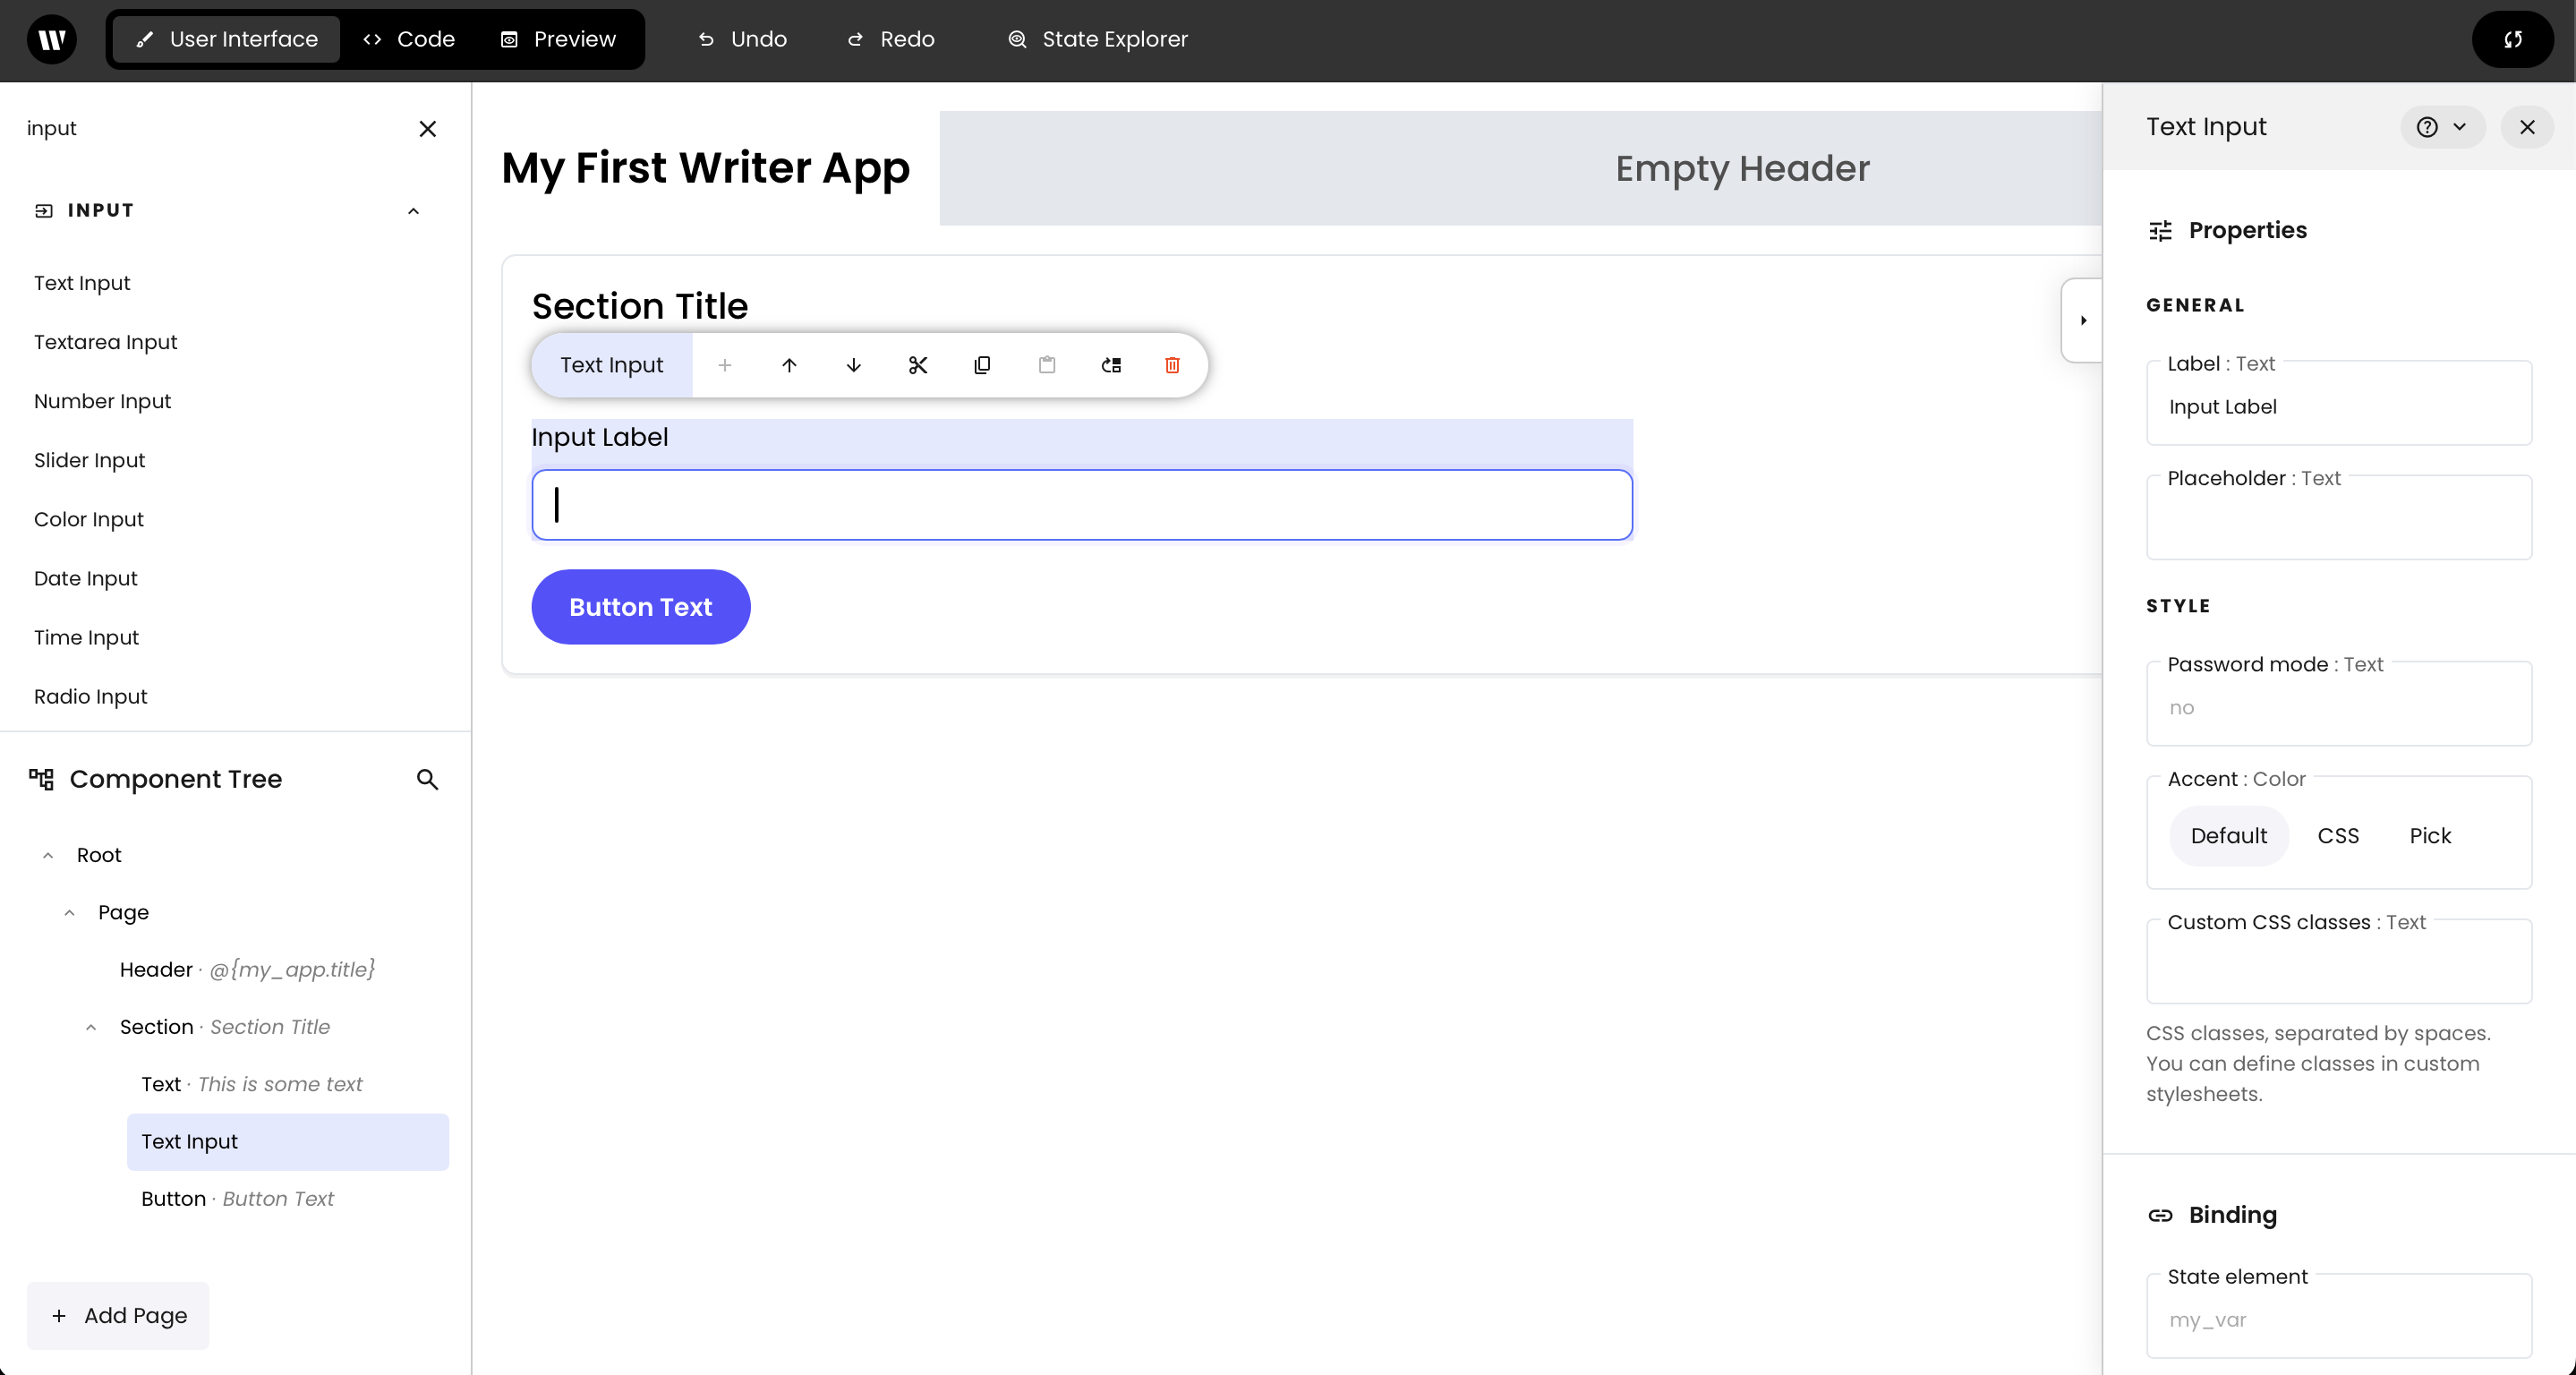 User Interface
Code
Preview
Undo
Redo
State Explorer
input
INPUT
Text Input
Textarea Input
Number Input
Slider Input
Color Input
Date Input
Time Input
Radio Input
Component Tree
Root
Page
Header · @{my_app.title}
Section · Section Title
Text · This is some text
Text Input
Button · Button Text
Add Page
My First Writer App
Empty Header
Section Title
Text Input
Input Label
Button Text
Text Input
Properties
GENERAL
Label : Text
Input Label
Placeholder : Text
STYLE
Password mode : Text
no
Accent : Color
Default CSS Pick
Custom CSS classes : Text
CSS classes, separated by spaces.
You can define classes in custom
stylesheets.
Binding
State element
my_var